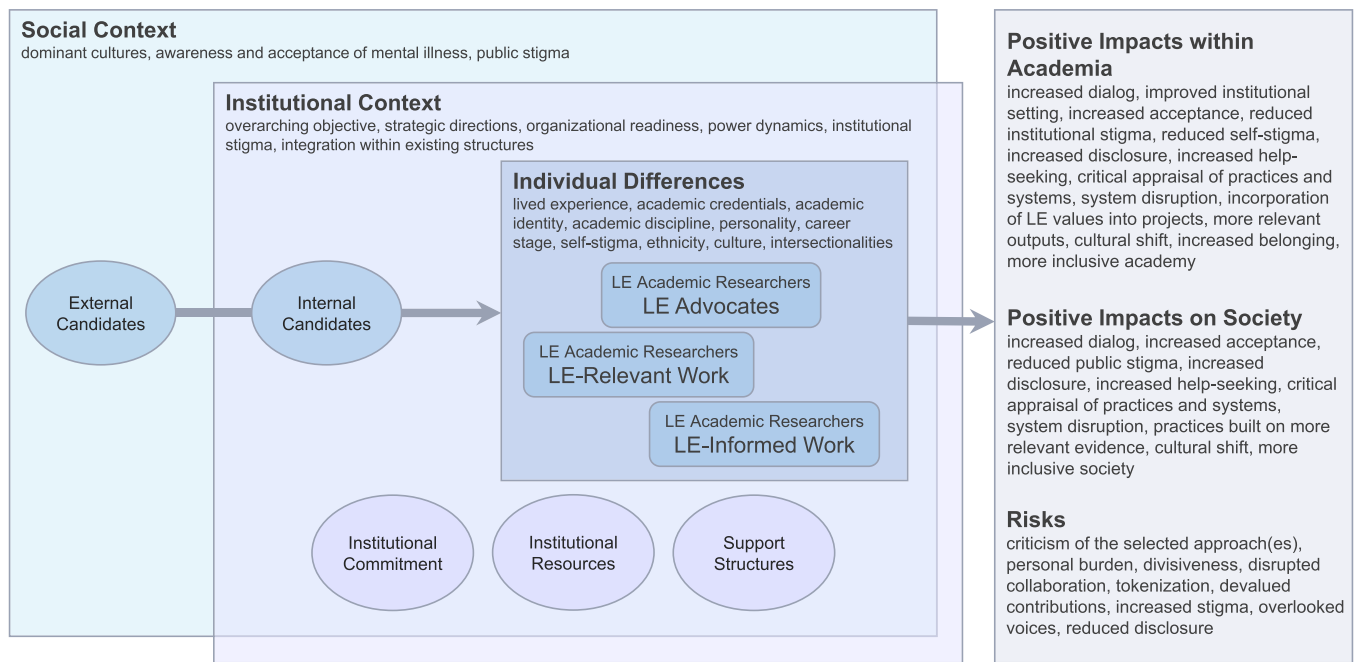 Social Context
dominant cultures, awareness and acceptance of mental illness, public stigma
Institutional Context
overarching objective, strategic directions, organizational readiness, power dynamics, institutional
stigma, integration within existing structures
Individual Differences
lived experience, academic credentials, academic
identity, academic discipline, personality, career
stage, self-stigma, ethnicity, culture, intersectionalities
External
Candidates
Internal
Candidates
LE Academic Researchers
LE Advocates
LE Academic Researchers
LE-Relevant Work
LE Academic Researchers
LE-Informed Work
Institutional
Commitment
Institutional
Resources
Support
Structures
Positive Impacts within
Academia
increased dialog, improved institutional
setting, increased acceptance, reduced
institutional stigma, reduced self-stigma,
increased disclosure, increased help-
seeking, critical appraisal of practices and
systems, system disruption, incorporation
of LE values into projects, more relevant
outputs, cultural shift, increased belonging,
more inclusive academy
Positive Impacts on Society
increased dialog, increased acceptance,
reduced public stigma, increased
disclosure, increased help-seeking, critical
appraisal of practices and systems,
system disruption, practices built on more
relevant evidence, cultural shift, more
inclusive society
Risks
criticism of the selected approach(es),
personal burden, divisiveness, disrupted
collaboration, tokenization, devalued
contributions, increased stigma, overlooked
voices, reduced disclosure